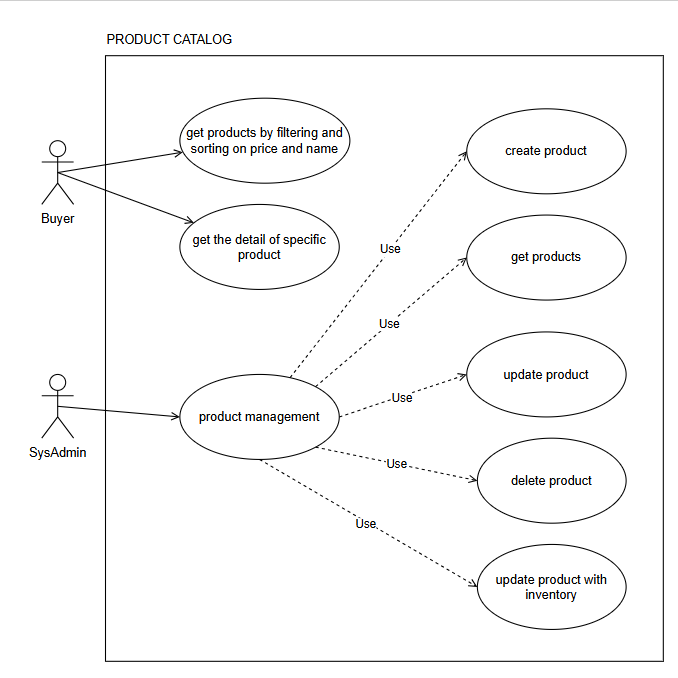 PRODUCT CATALOG
get products by filtering and
sorting on price and name
create product
Buyer
get the detail of specific
product
Use
get products
Use
SysAdmin
product management
Use
update product
Use
delete product
Use
update product with
inventory